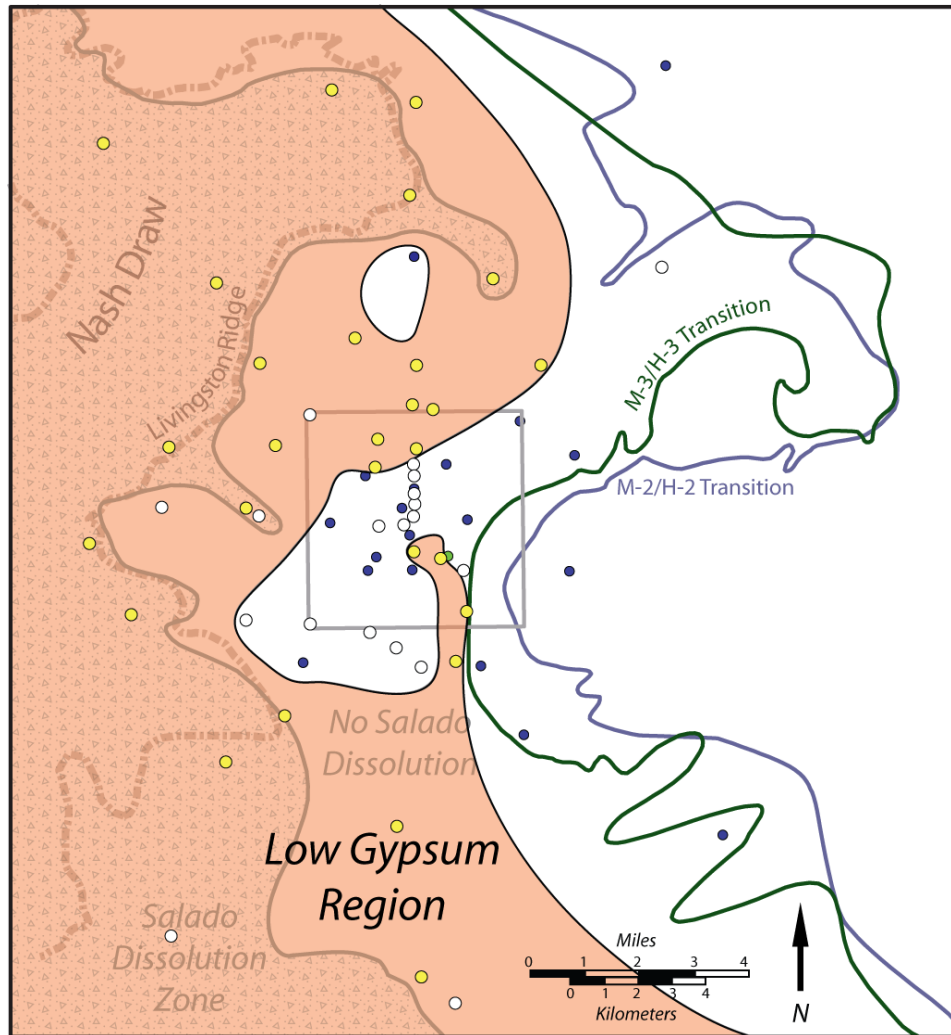 Nash Draw
Livingston Ridge
M-3/H-3 Transition
M-2/H-2 Transition
No Salado
Dissolution
Low Gypsum
Region
Salado
Dissolution
Zone
Miles
0 1 2 3 4
0 1 2 3 4
Kilometers
N